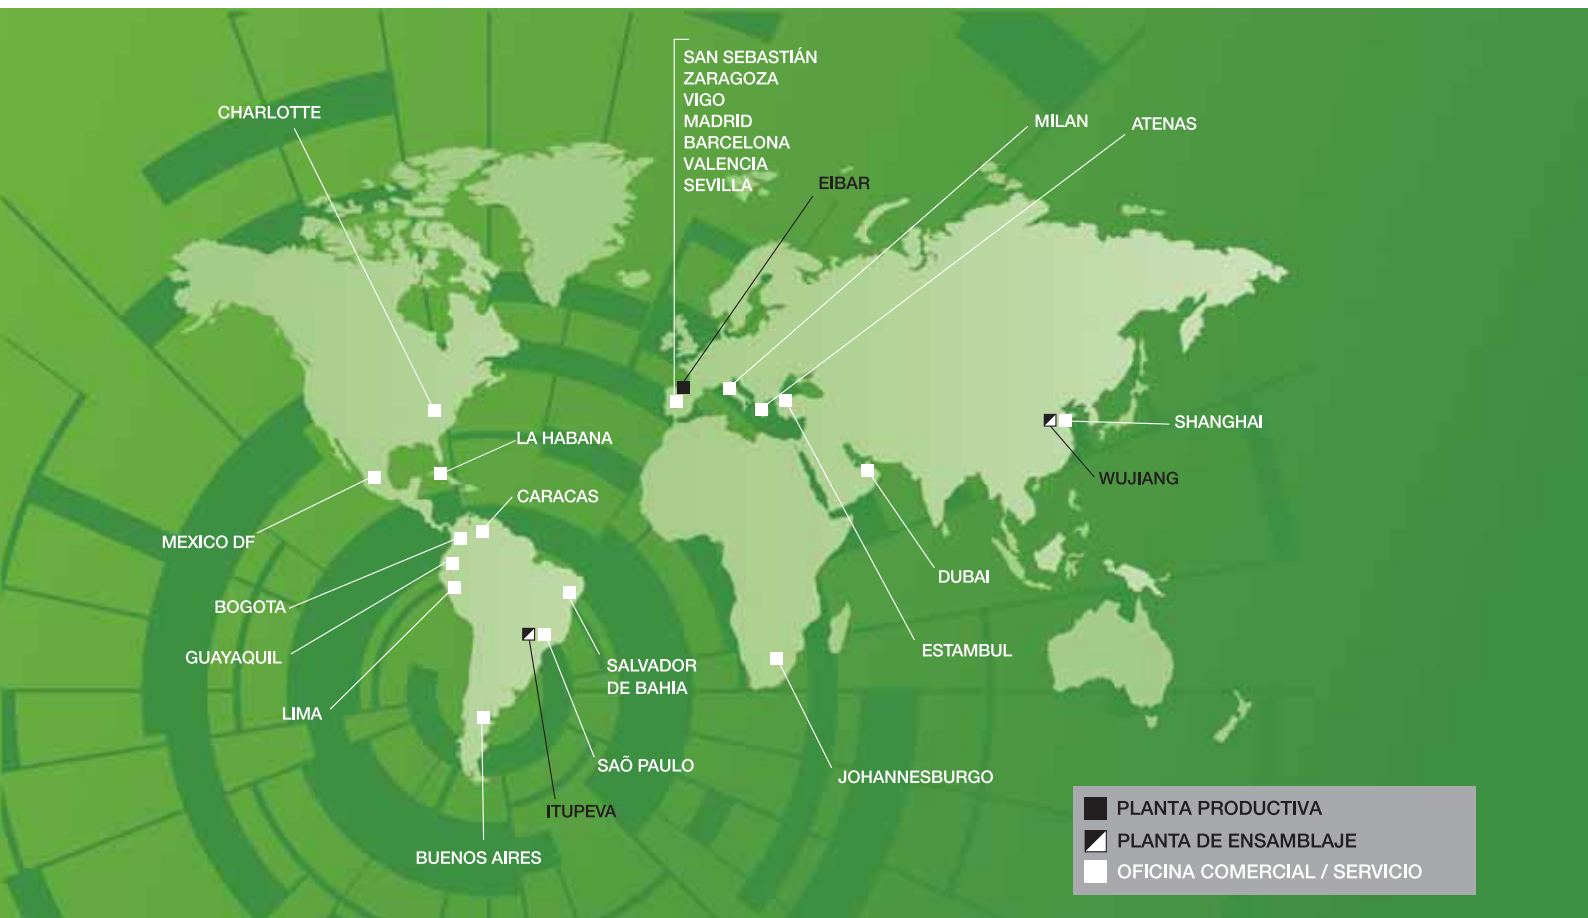 SAN SEBASTIÁN
ZARAGOZA
VIGO
MADRID
BARCELONA
VALENCIA
SEVILLA
CHARLOTTE
MILAN
ATENAS
EIBAR
SHANGHAI
LA HABANA
WUJIANG
CARACAS
MEXICO DF
DUBAI
BOGOTA
ESTAMBUL
GUAYAQUIL
SALVADOR
DE BAHIA
LIMA
SAÕ PAULO
JOHANNESBURGO
ITUPEVA
BUENOS AIRES
PLANTA PRODUCTIVA
PLANTA DE ENSAMBLAJE
OFICINA COMERCIAL / SERVICIO